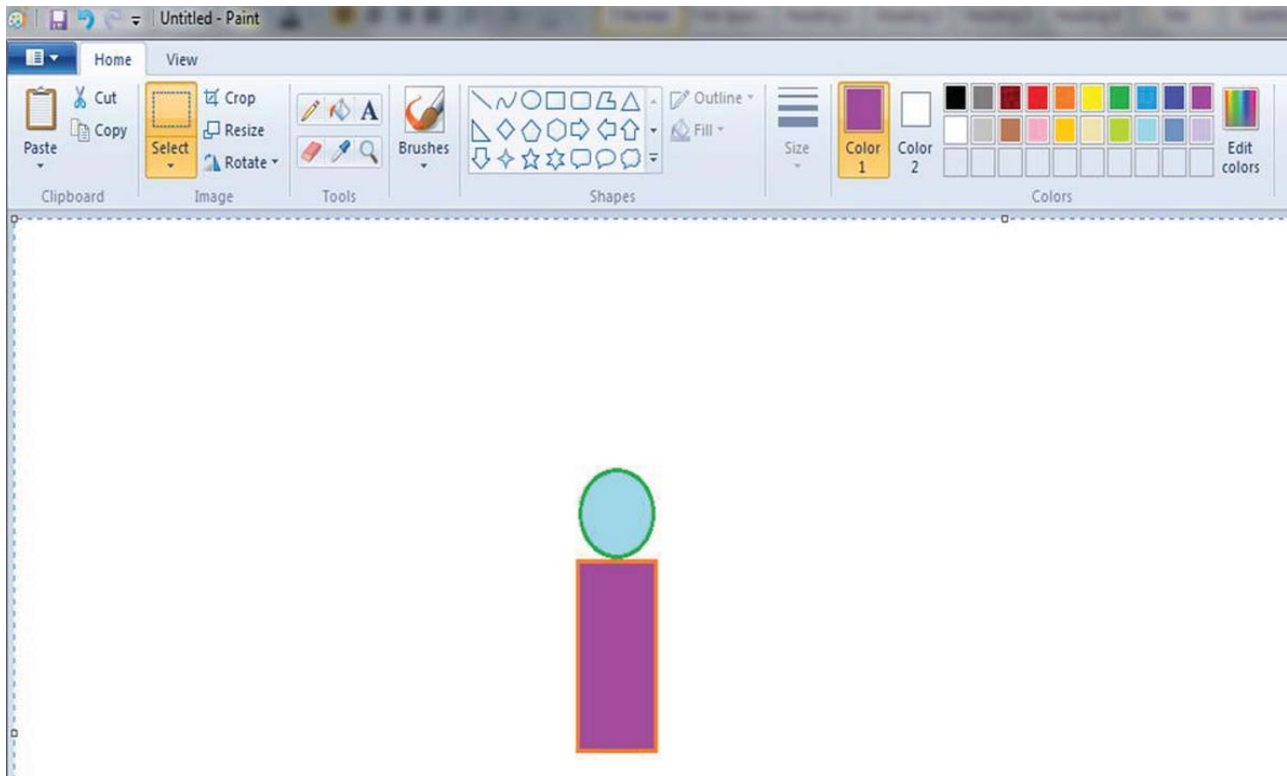 Untitled - Paint
Home View
Paste
Cut
Copy
Clipboard
Select
Crop
Resize
Rotate
Image
A
Tools
Brushes
Shapes
Outline
Fill
Size
Color 1
Color 2
Edit colors
Colors